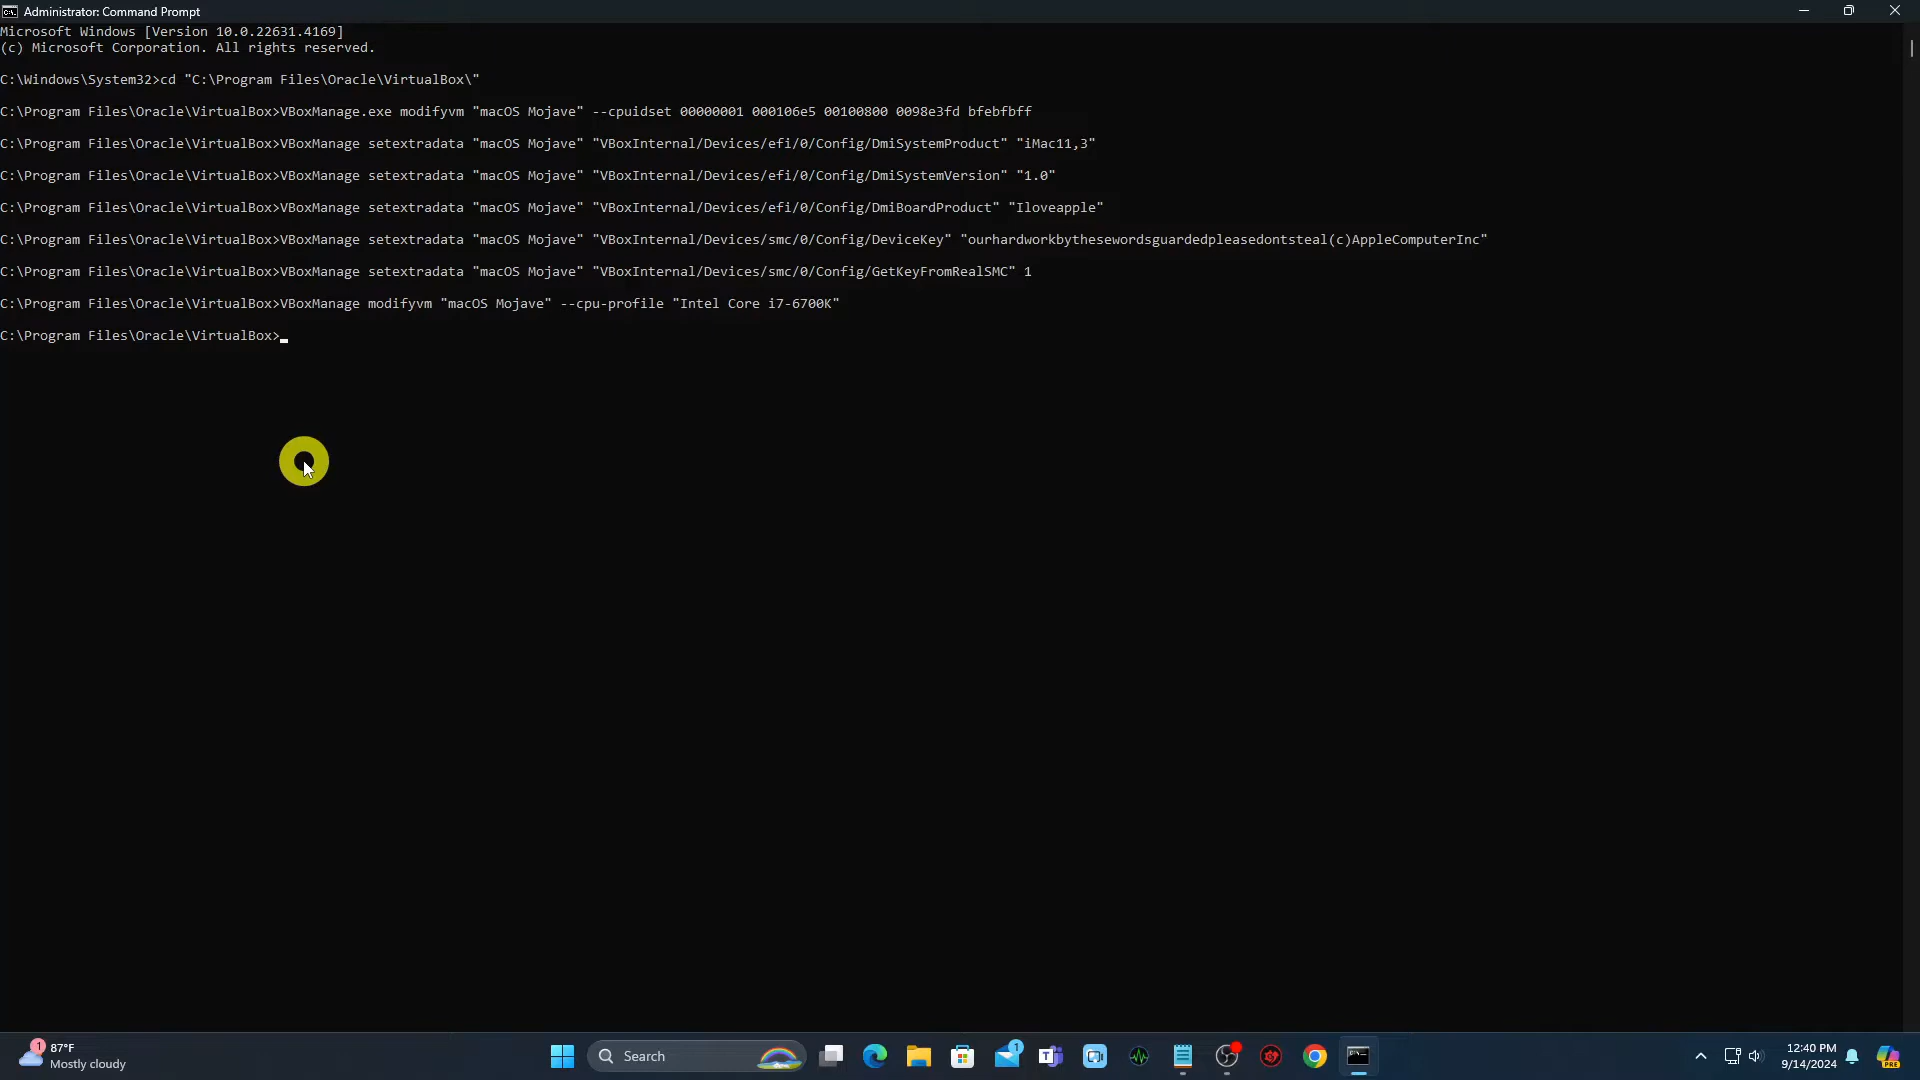 Administrator: Command Prompt
Microsoft Windows [Version 10.0.22631.4169]
(c) Microsoft Corporation. All rights reserved.
C:\Windows\System32>cd "C:\Program Files\Oracle\VirtualBox\"
C:\Program Files\Oracle\VirtualBox>VBoxManage.exe modifyvm "macOS Mojave" --cpuidset 00000001 000106e5 00100800 0098e3fd bfebfbff
C:\Program Files\Oracle\VirtualBox>VBoxManage setextradata "macOS Mojave" "VBoxInternal/Devices/efi/0/Config/DmiSystemProduct" "iMac11,3"
C:\Program Files\Oracle\VirtualBox>VBoxManage setextradata "macOS Mojave" "VBoxInternal/Devices/efi/0/Config/DmiSystemVersion" "1.0"
C:\Program Files\Oracle\VirtualBox>VBoxManage setextradata "macOS Mojave" "VBoxInternal/Devices/efi/0/Config/DmiBoardProduct" "Iloveapple"
C:\Program Files\Oracle\VirtualBox>VBoxManage setextradata "macOS Mojave" "VBoxInternal/Devices/smc/0/Config/DeviceKey" "ourhardworkbythesewordsguardedpleasedontsteal(c)AppleComputerInc"
C:\Program Files\Oracle\VirtualBox>VBoxManage setextradata "macOS Mojave" "VBoxInternal/Devices/smc/0/Config/GetKeyFromRealSMC" 1
C:\Program Files\Oracle\VirtualBox>VBoxManage modifyvm "macOS Mojave" --cpu-profile "Intel Core i7-6700K"
C:\Program Files\Oracle\VirtualBox>
1
87°F
Mostly cloudy
Search
1
12:40 PM
9/14/2024
PRE